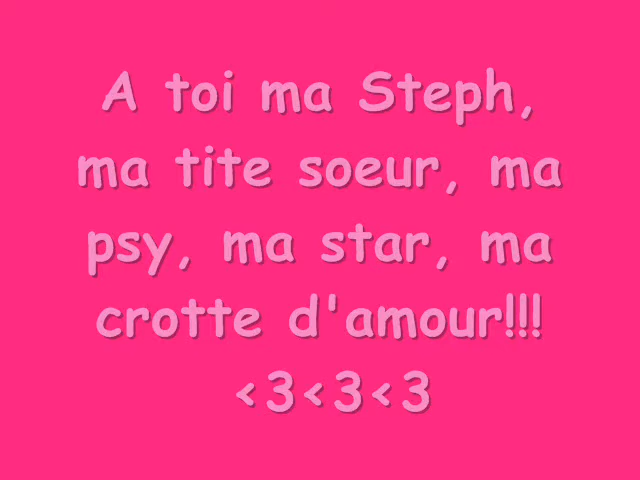 A toi ma Steph,
ma tite soeur, ma
psy, ma star, ma
crotte d'amour!!!
<3<3<3